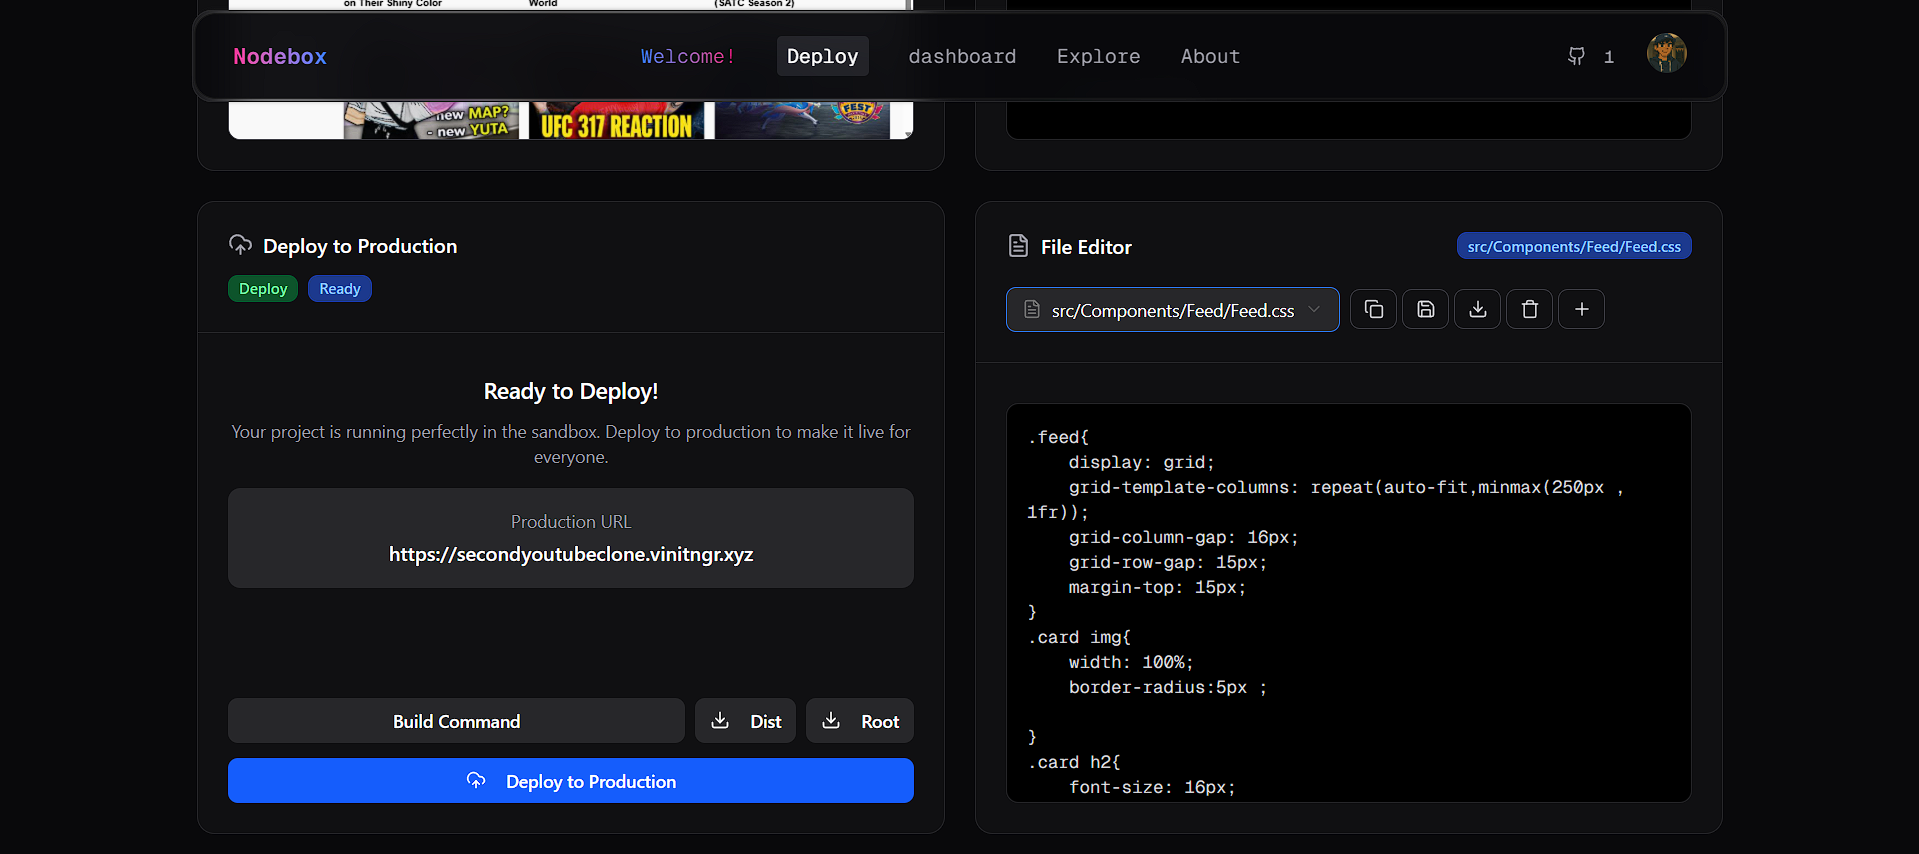 on Their Shiny Color
World
(SATC Season 2)
Nodebox
Welcome!
Deploy
dashboard
Explore
About
1
new MAP?
- new YUTA
UFC 317 REACTION
FEST
Deploy to Production
Deploy
Ready
Ready to Deploy!
Your project is running perfectly in the sandbox. Deploy to production to make it live for
everyone.
Production URL
https://secondyoutubeclone.vinitngr.xyz
Build Command
Dist
Root
Deploy to Production
File Editor
src/Components/Feed/Feed.css
src/Components/Feed/Feed.css
.feed{
    display: grid;
    grid-template-columns: repeat(auto-fit,minmax(250px ,
1fr));
    grid-column-gap: 16px;
    grid-row-gap: 15px;
    margin-top: 15px;
}
.card img{
    width: 100%;
    border-radius:5px ;
}
.card h2{
    font-size: 16px;